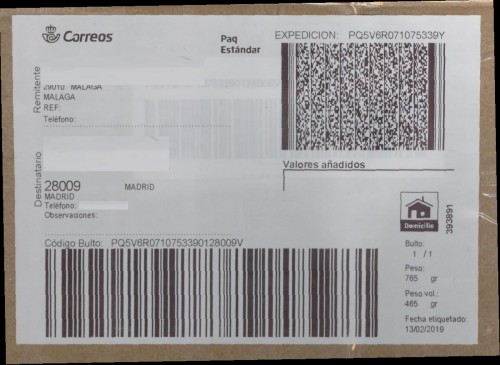 Correos
Paq
Estándar
EXPEDICION: PQ5V6R071075339Y
Remitente
29010 MALAGA
MALAGA
REF:
Teléfono:
Destinatario
28009 MADRID
MADRID
Teléfono:
Observaciones:
Valores añadidos
Domicilio
393891
Código Bulto: PQ5V6R0710753390128009V
Bulto:
1 / 1
Peso:
765 gr
Peso vol.:
465 gr
Fecha etiquetado:
13/02/2019